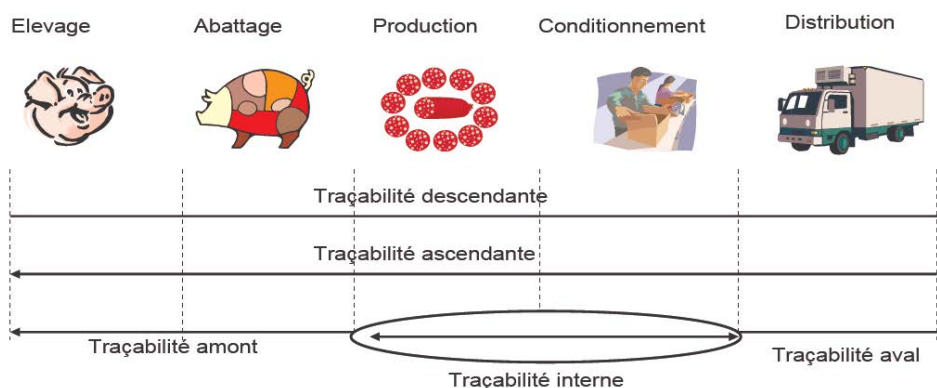 Elevage
Abattage
Production
Conditionnement
Distribution
Traçabilité descendante
Traçabilité ascendante
Traçabilité amont
Traçabilité interne
Traçabilité aval